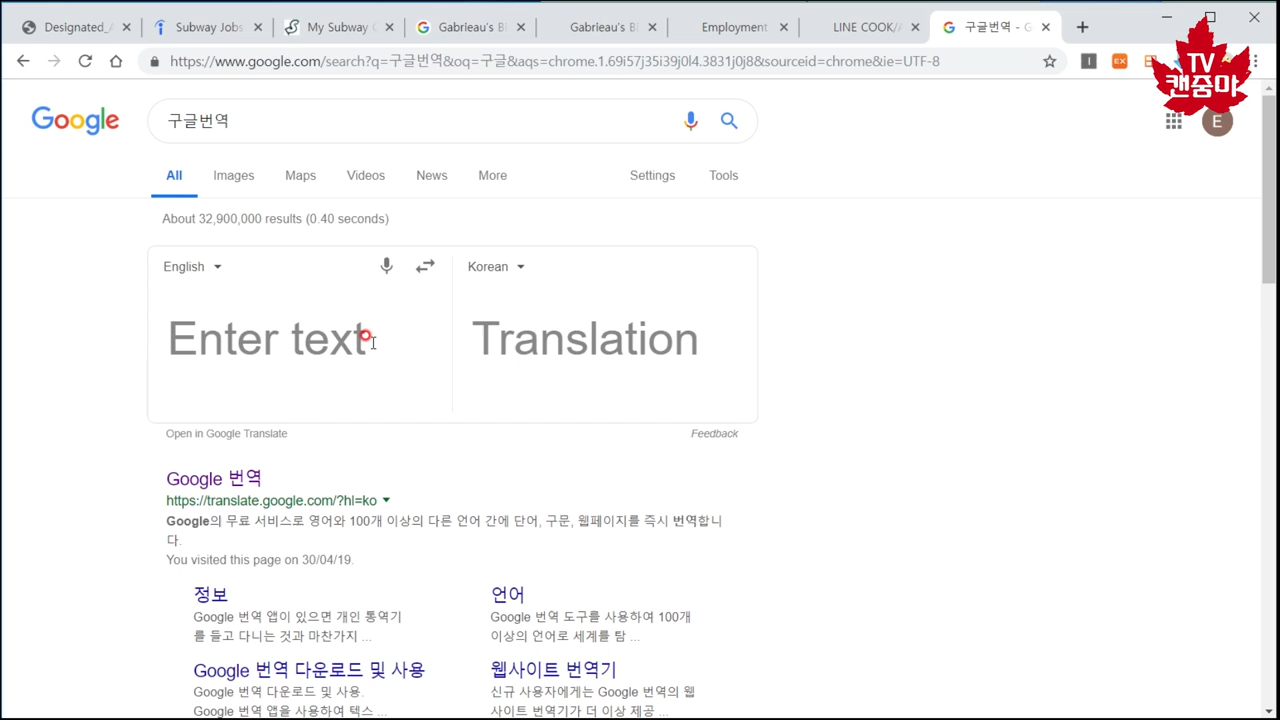 Designated_
Subway Jobs
My Subway C
Gabrieau's Bi
Gabrieau's Bi
Employment
LINE COOK/
구글번역 - G
https://www.google.com/search?q=구글번역&oq=구글&aqs=chrome.1.69i57j35i39j0l4.3831j0j8&sourceid=chrome&ie=UTF-8
EX
TV
캔줌마
Google
구글번역
E
All
Images
Maps
Videos
News
More
Settings
Tools
About 32,900,000 results (0.40 seconds)
English
Korean
Enter text
Translation
Open in Google Translate
Feedback
Google 번역
https://translate.google.com/?hl=ko
Google의 무료 서비스로 영어와 100개 이상의 다른 언어 간에 단어, 구문, 웹페이지를 즉시 번역합니
다.
You visited this page on 30/04/19.
정보
언어
Google 번역 앱이 있으면 개인 통역기
Google 번역 도구를 사용하여 100개
를 들고 다니는 것과 마찬가지 ...
이상의 언어로 세계를 탐 ...
Google 번역 다운로드 및 사용
웹사이트 번역기
Google 번역 다운로드 및 사용.
신규 사용자에게는 Google 번역의 웹
Google 번역 앱을 사용하여 텍스 ...
사이트 번역기가 더 이상 제공 ...